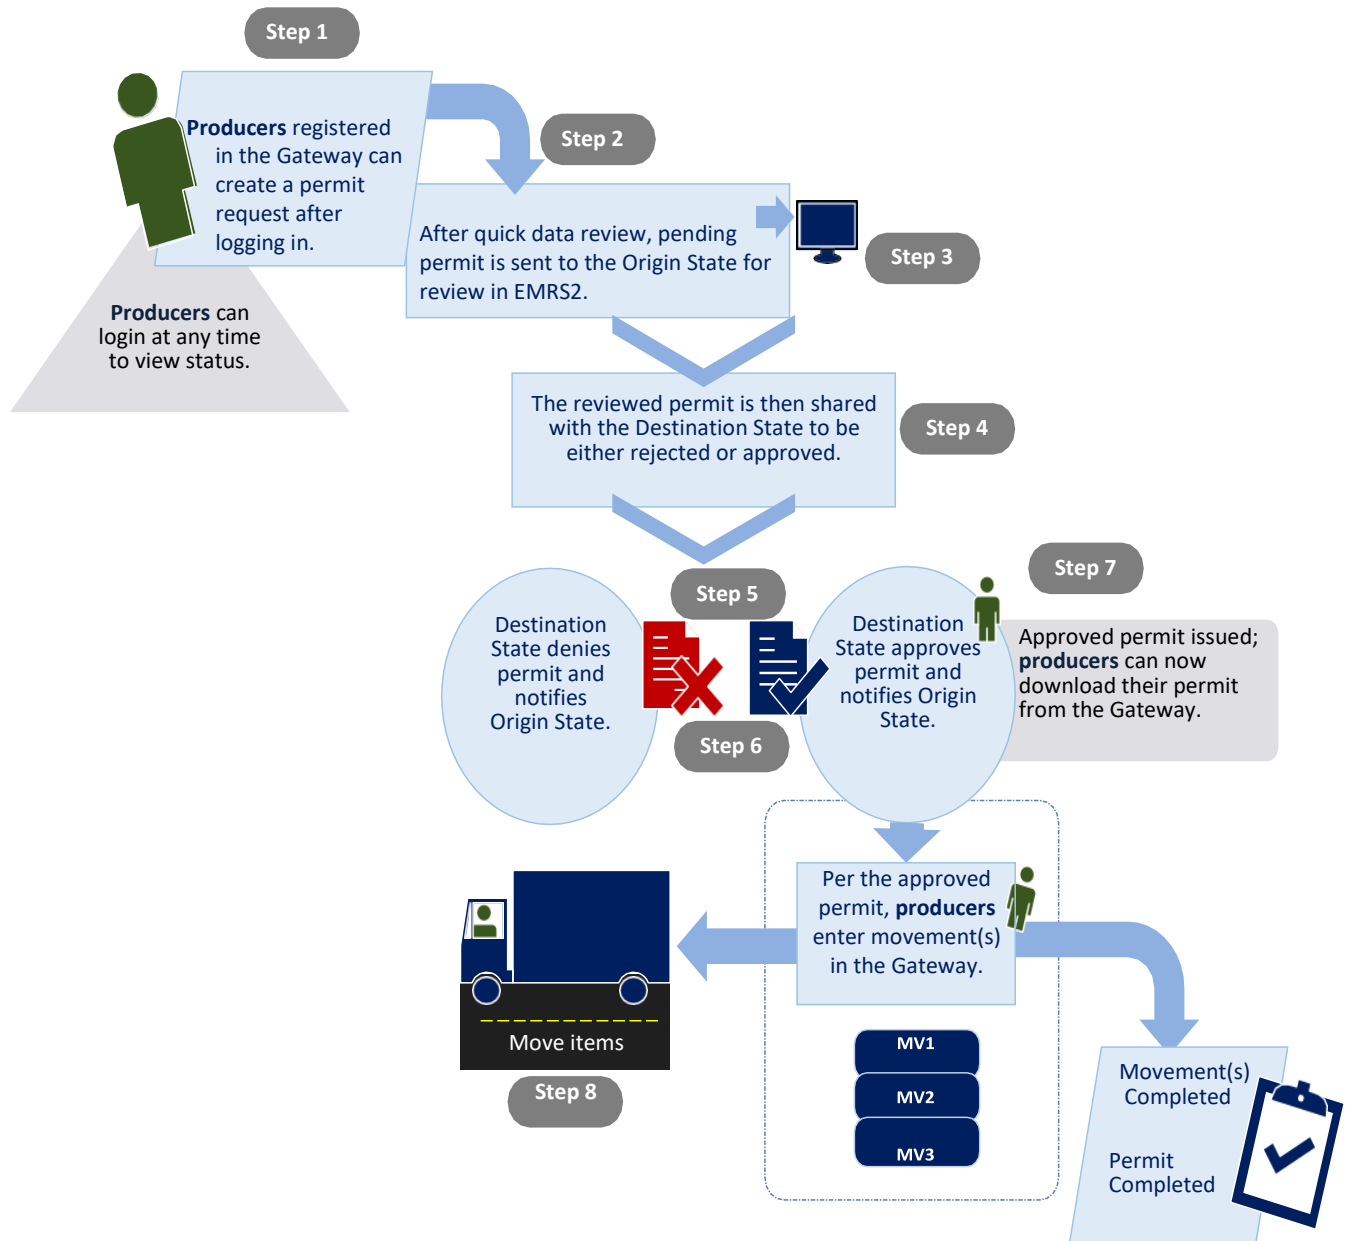 Step 1
Producers registered
in the Gateway can
create a permit
request after
logging in.
Producers can
login at any time
to view status.
Step 2
After quick data review, pending
permit is sent to the Origin State for
review in EMRS2.
Step 3
The reviewed permit is then shared
with the Destination State to be
either rejected or approved.
Step 4
Step 5
Destination
State denies
permit and
notifies
Origin State.
Step 6
Destination
State approves
permit and
notifies Origin
State.
Step 7
Approved permit issued;
producers can now
download their permit
from the Gateway.
Per the approved
permit, producers
enter movement(s)
in the Gateway.
MV1
MV2
MV3
Move items
Step 8
Movement(s)
Completed
Permit
Completed